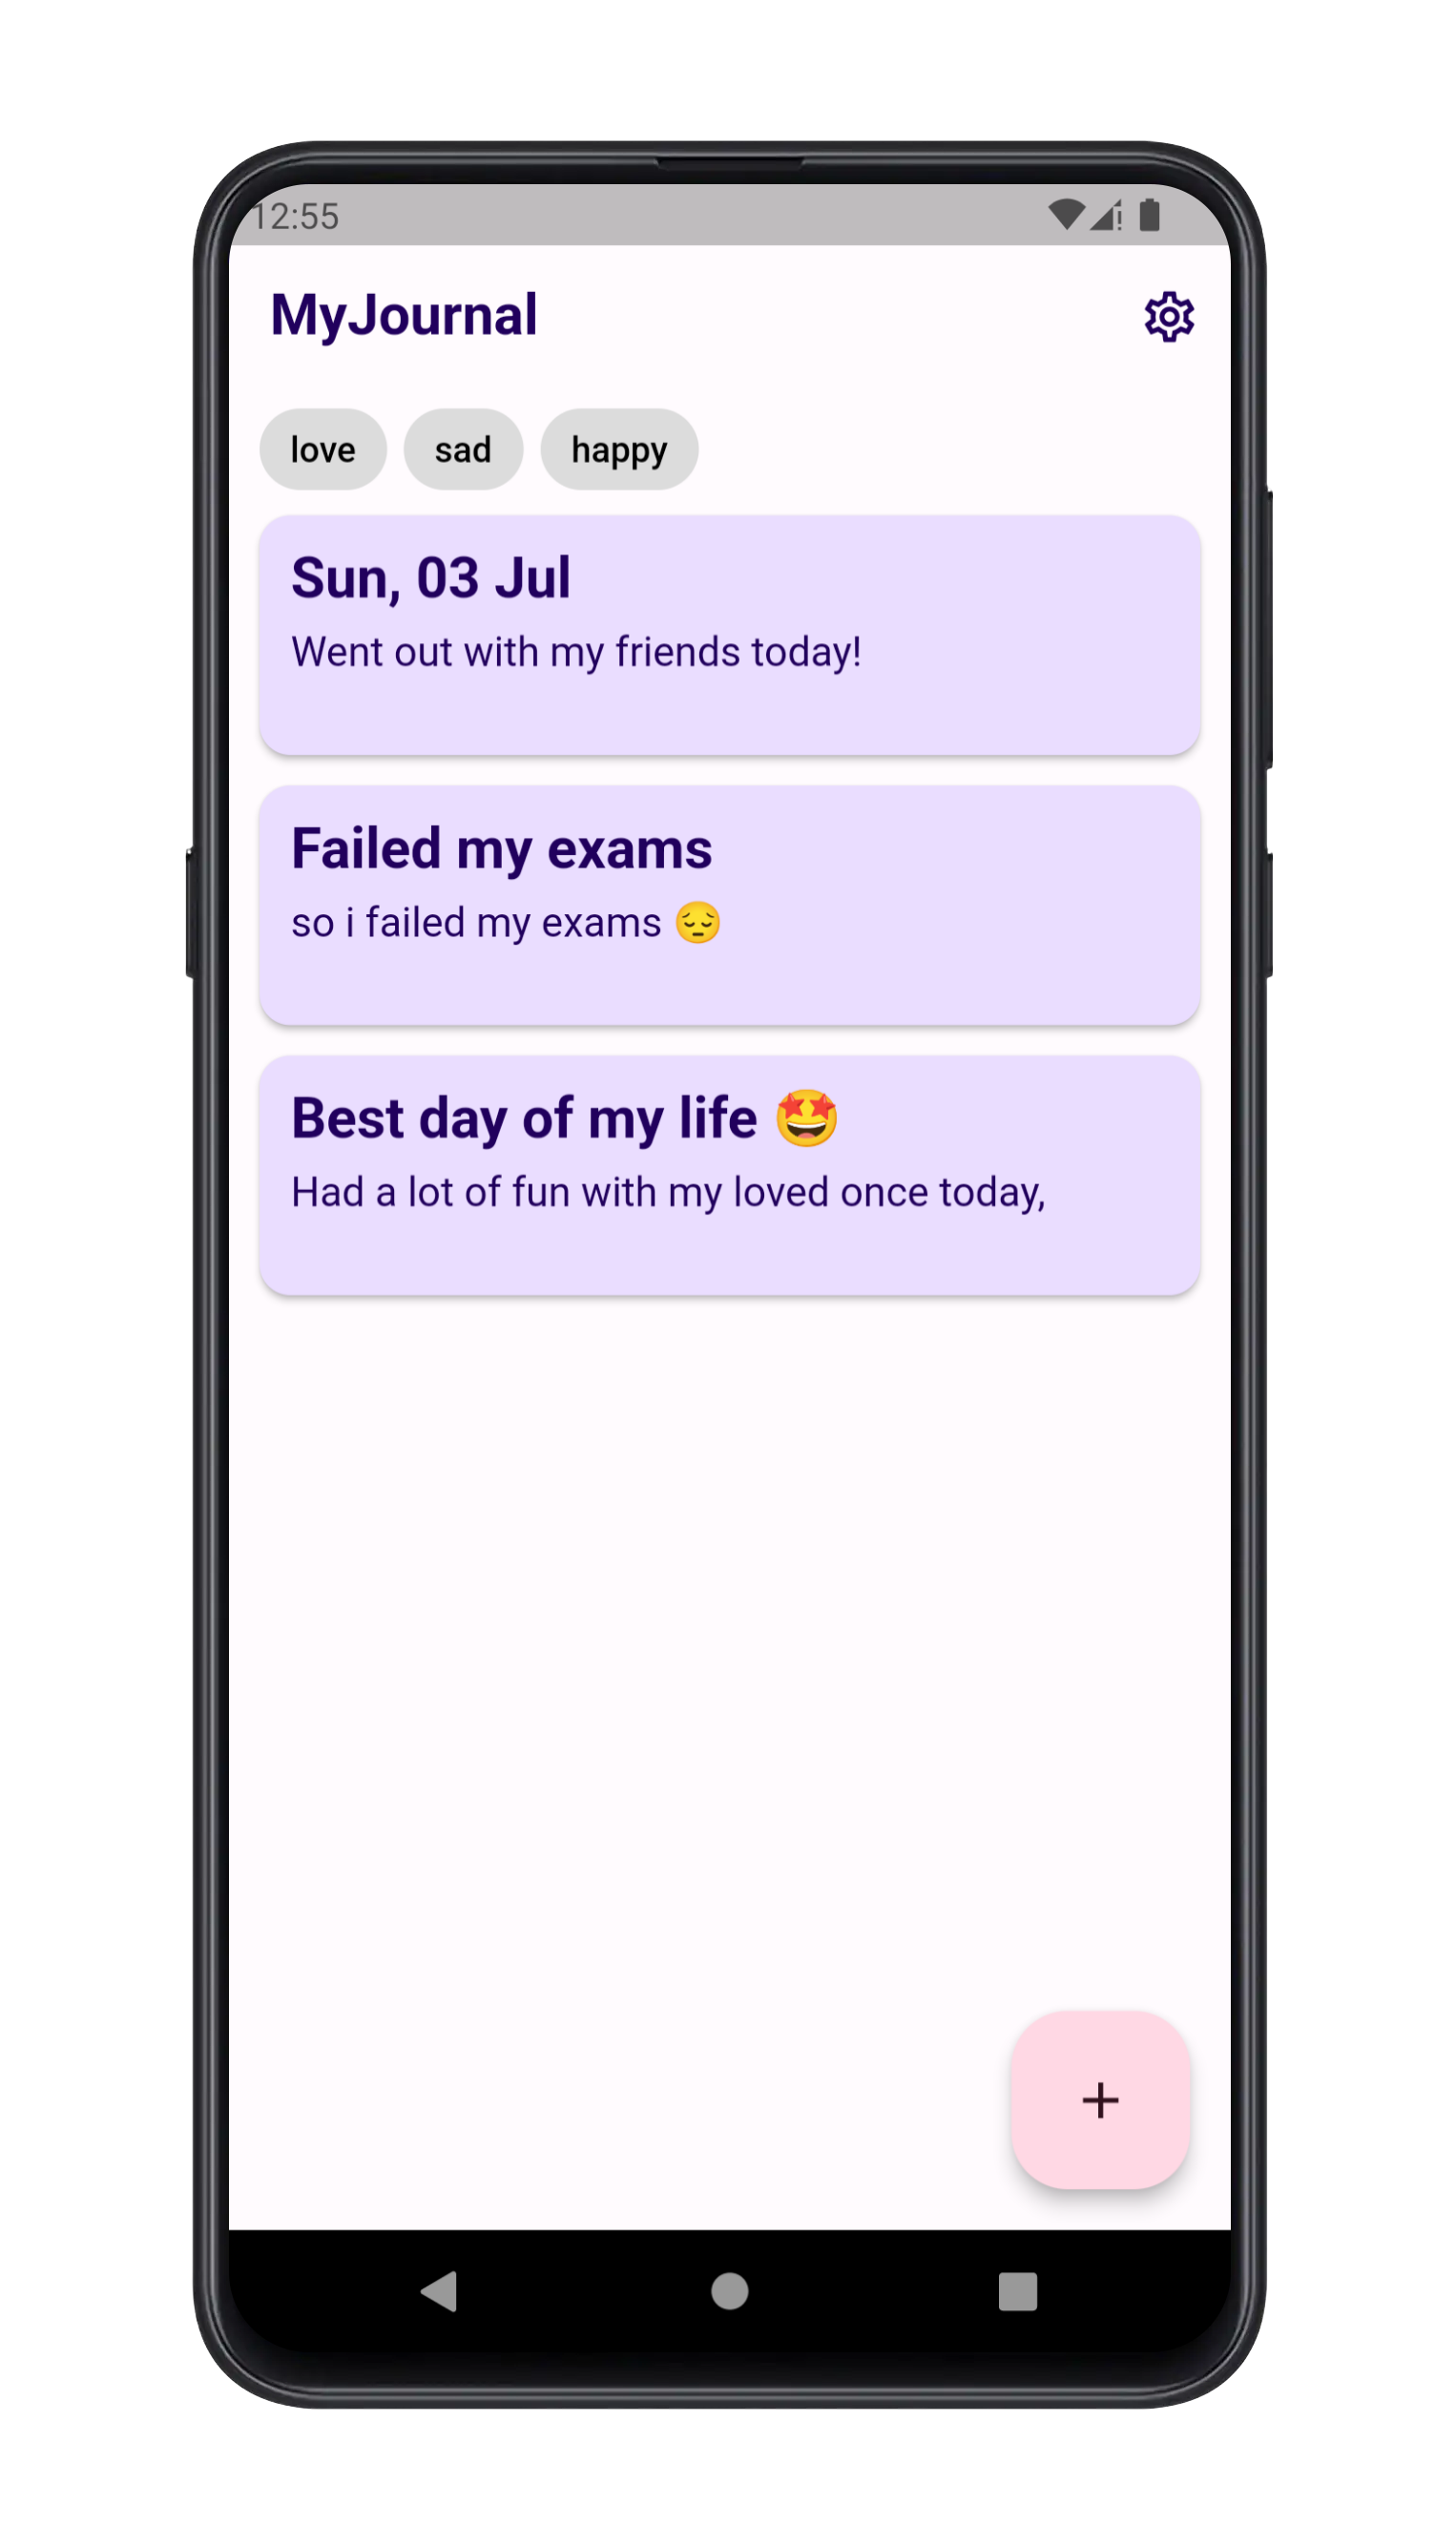 12:55
MyJournal
love sad happy
Sun, 03 Jul
Went out with my friends today!
Failed my exams
so i failed my exams 😔
Best day of my life 🤩
Had a lot of fun with my loved once today,